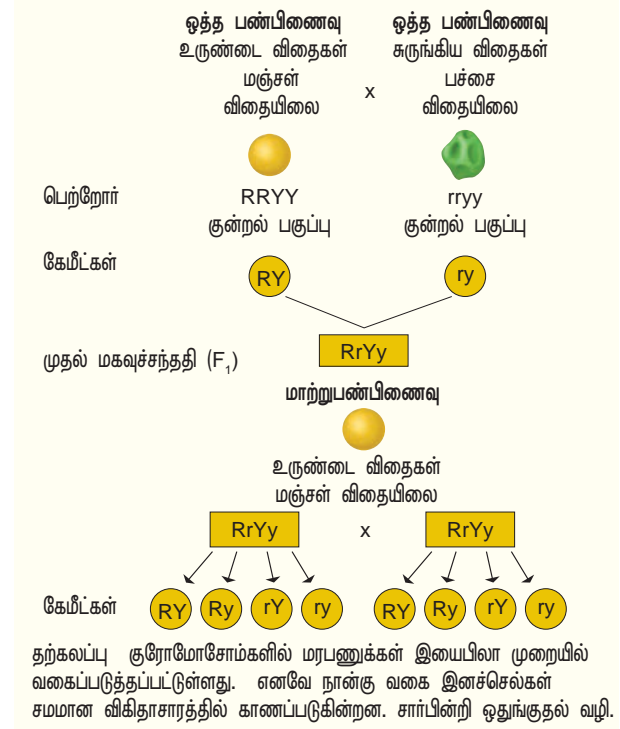 ஒத்த பண்பிணைவு ஒத்த பண்பிணைவு
உருண்டை விதைகள் சுருங்கிய விதைகள்
மஞ்சள் x பச்சை
விதையிலை விதையிலை
பெற்றோர் RRYY rryy
குன்றல் பகுப்பு குன்றல் பகுப்பு
கேமீட்கள் RY ry
முதல் மகவுச்சந்ததி (F₁) RrYy
மாற்றுபண்பிணைவு
உருண்டை விதைகள்
மஞ்சள் விதையிலை
RrYy x RrYy
கேமீட்கள் RY Ry rY ry RY Ry rY ry
தற்கலப்பு குரோமோசோம்களில் மரபணுக்கள் இயைபிலா முறையில்
வகைப்படுத்தப்பட்டுள்ளது. எனவே நான்கு வகை இனச்செல்கள்
சமமான விகிதாசாரத்தில் காணப்படுகின்றன. சார்பின்றி ஒதுங்குதல் வழி.